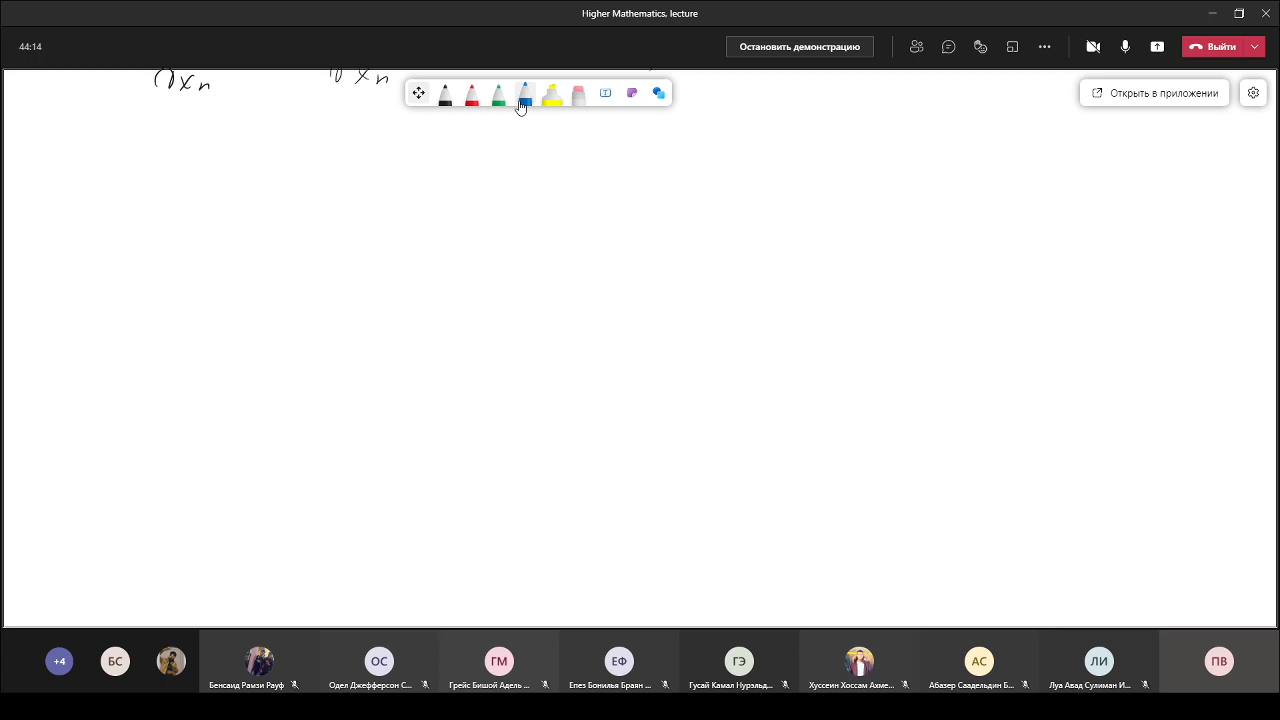 Higher Mathematics, lecture
44:14
Остановить демонстрацию
Выйти
x n
x n
Открыть в приложении
+4
БС
ОС
ГМ
ЕФ
ГЭ
АС
ЛИ
ПВ
Бенсаид Рамзи Рауф
Одел Джефферсон С...
Грейс Бишой Адель ...
Епез Бонилья Браян ...
Гусай Камал Нурэльд...
Хуссеин Хоссам Ахме...
Абазер Саадельдин Б...
Луа Авад Сулиман И...